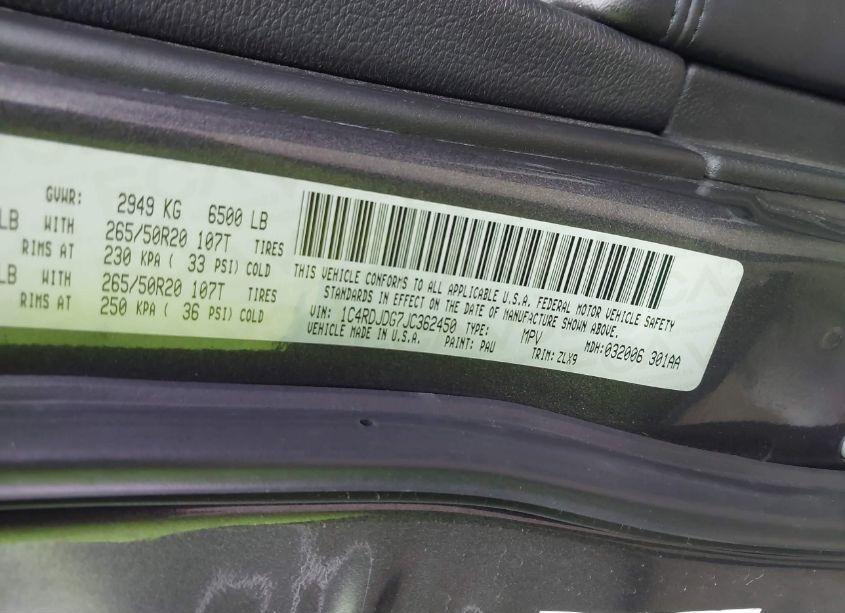 GVWR: 2949 KG 6500 LB
LB WITH 265/50R20 107T TIRES
RIMS AT 230 KPA ( 33 PSI) COLD
LB WITH 265/50R20 107T TIRES
RIMS AT 250 KPA ( 36 PSI) COLD
THIS VEHICLE CONFORMS TO ALL APPLICABLE U.S.A. FEDERAL MOTOR VEHICLE SAFETY
STANDARDS IN EFFECT ON THE DATE OF MANUFACTURE SHOWN ABOVE.
VIN: 1C4RDJDG7JC362450 TYPE: MPV MDH:032006 301AA
VEHICLE MADE IN U.S.A. PAINT: PAU TRIM: ZLX9